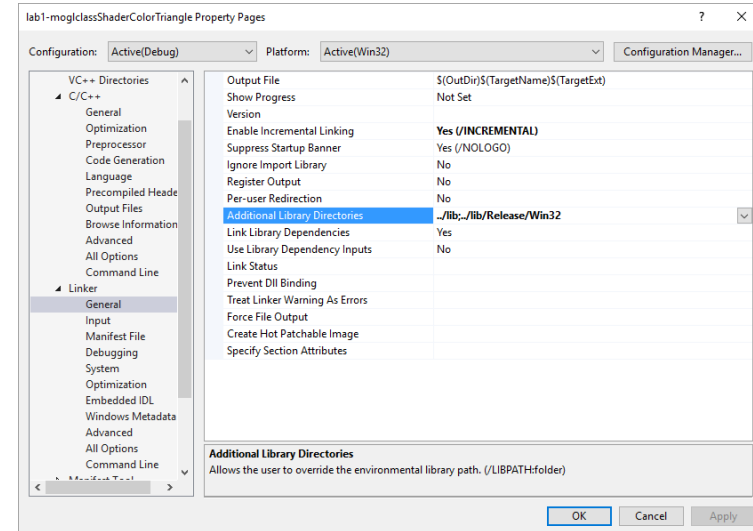 lab1-moglclassShaderColorTriangle Property Pages ? ×
Configuration: Active(Debug) Platform: Active(Win32) Configuration Manager...
VC++ Directories
C/C++
General
Optimization
Preprocessor
Code Generation
Language
Precompiled Heade
Output Files
Browse Information
Advanced
All Options
Command Line
Linker
General
Input
Manifest File
Debugging
System
Optimization
Embedded IDL
Windows Metadata
Advanced
All Options
Command Line
Manifest Tool
Output File $(OutDir)$(TargetName)$(TargetExt)
Show Progress Not Set
Version
Enable Incremental Linking Yes (/INCREMENTAL)
Suppress Startup Banner Yes (/NOLOGO)
Ignore Import Library No
Register Output No
Per-user Redirection No
Additional Library Directories ../lib;../lib/Release/Win32
Link Library Dependencies Yes
Use Library Dependency Inputs No
Link Status
Prevent Dll Binding
Treat Linker Warning As Errors
Force File Output
Create Hot Patchable Image
Specify Section Attributes
Additional Library Directories
Allows the user to override the environmental library path. (/LIBPATH:folder)
OK Cancel Apply